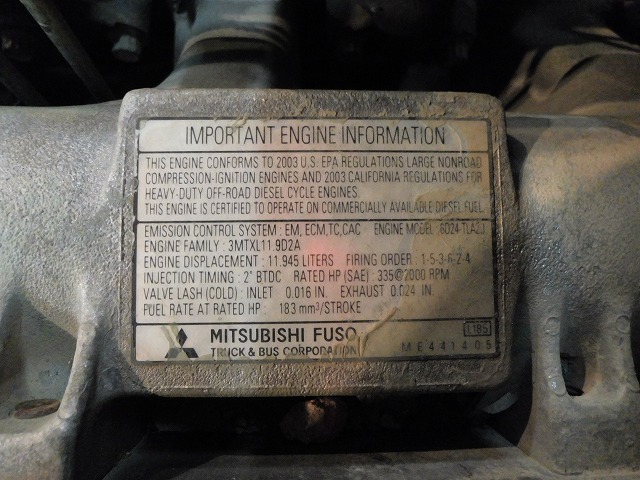 IMPORTANT ENGINE INFORMATION
THIS ENGINE CONFORMS TO 2003 U.S. EPA REGULATIONS LARGE NONROAD
COMPRESSION-IGNITION ENGINES AND 2003 CALIFORNIA REGULATIONS FOR
HEAVY-DUTY OFF-ROAD DIESEL CYCLE ENGINES.
THIS ENGINE IS CERTIFIED TO OPERATE ON COMMERCIALLY AVAILABLE DIESEL FUEL
EMISSION CONTROL SYSTEM : EM, ECM,TC,CAC ENGINE MODEL :
ENGINE FAMILY : 3MTXL11.9D2A
ENGINE DISPLACEMENT : 11.945 LITERS FIRING ORDER : 1-5-3-6-2-4
INJECTION TIMING : 2° BTDC RATED HP (SAE) : 335@2000 RPM
VALVE LASH (COLD) : INLET 0.016 IN. EXHAUST 0.024 IN.
FUEL RATE AT RATED HP : 183 mm³/STROKE
MITSUBISHI FUSO
TRUCK & BUS CORPORATION
1185
ME441405